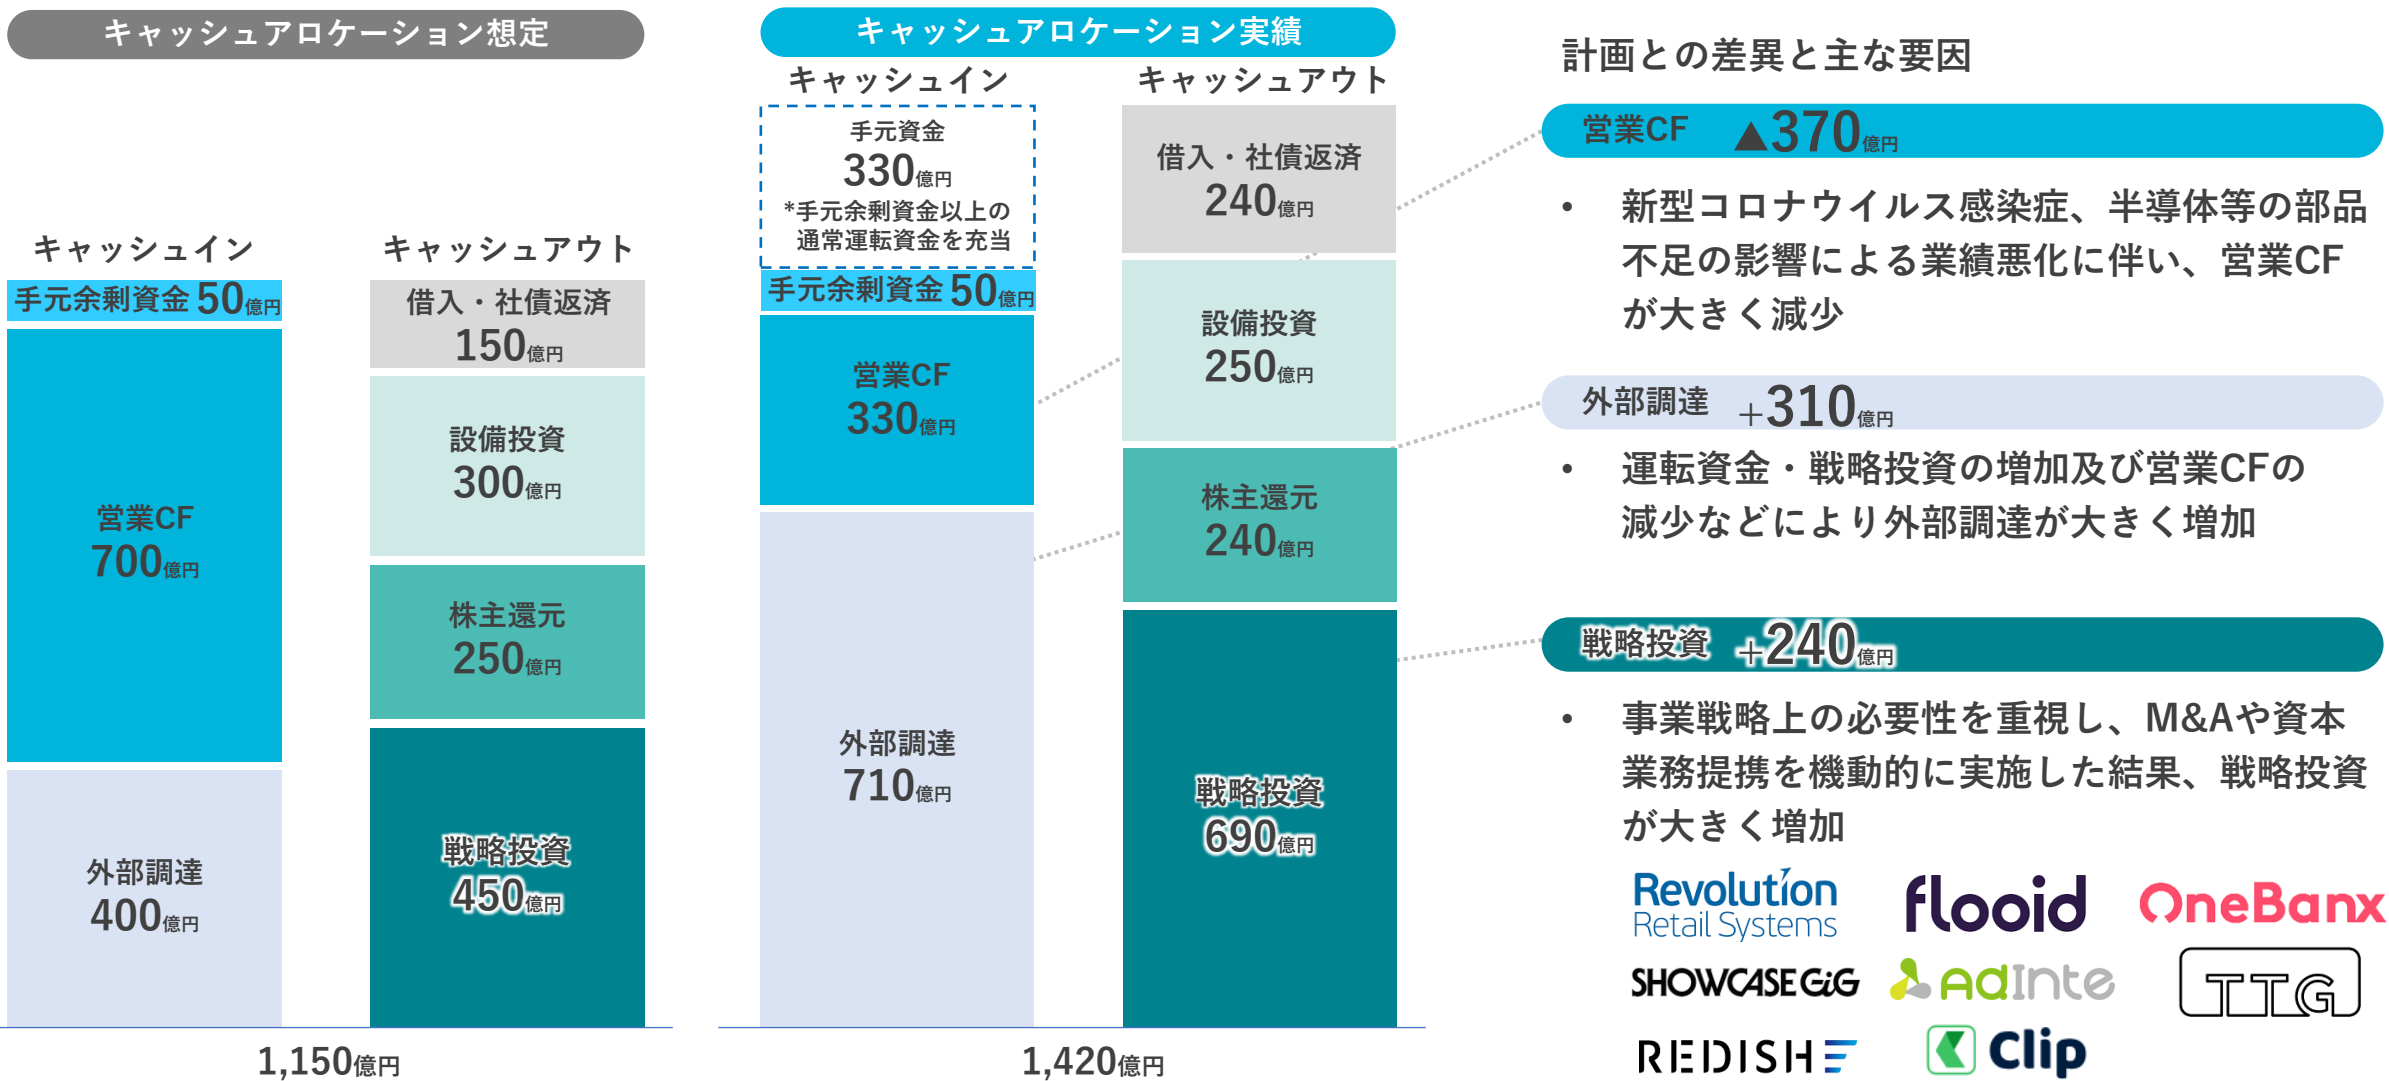 キャッシュアロケーション想定
キャッシュイン
手元余剰資金 50億円
営業CF
700億円
外部調達
400億円
キャッシュアウト
借入・社債返済
150億円
設備投資
300億円
株主還元
250億円
戦略投資
450億円
1,150億円
キャッシュアロケーション実績
キャッシュイン
手元資金
330億円
*手元余剰資金以上の
通常運転資金を充当
手元余剰資金 50億円
営業CF
330億円
外部調達
710億円
キャッシュアウト
借入・社債返済
240億円
設備投資
250億円
株主還元
240億円
戦略投資
690億円
1,420億円
計画との差異と主な要因
営業CF ▲370億円
• 新型コロナウイルス感染症、半導体等の部品
不足の影響による業績悪化に伴い、営業CF
が大きく減少
外部調達 +310億円
• 運転資金・戦略投資の増加及び営業CFの
減少などにより外部調達が大きく増加
戦略投資 +240億円
• 事業戦略上の必要性を重視し、M&Aや資本
業務提携を機動的に実施した結果、戦略投資
が大きく増加
Revolution
Retail Systems
flooid
OneBanx
SHOWCASE GiG
AdInte
TTG
REDISH
Clip